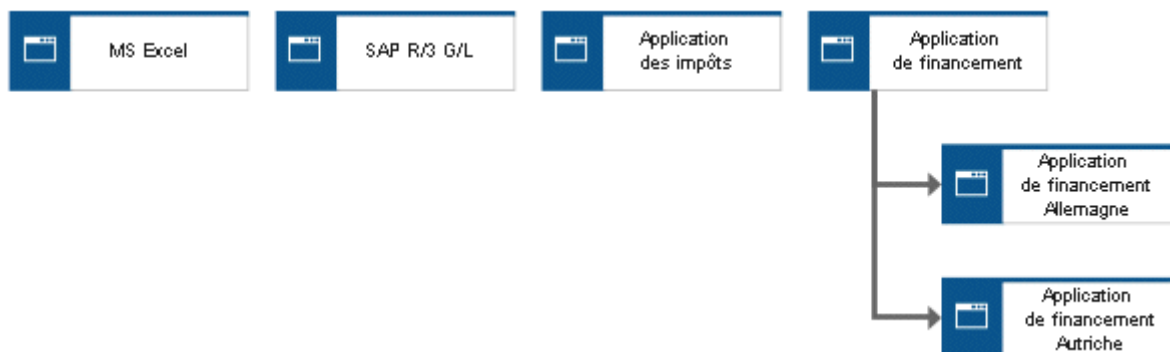 MS Excel
SAP R/3 G/L
Application
des impôts
Application
de financement
Application
de financement
Allemagne
Application
de financement
Autriche